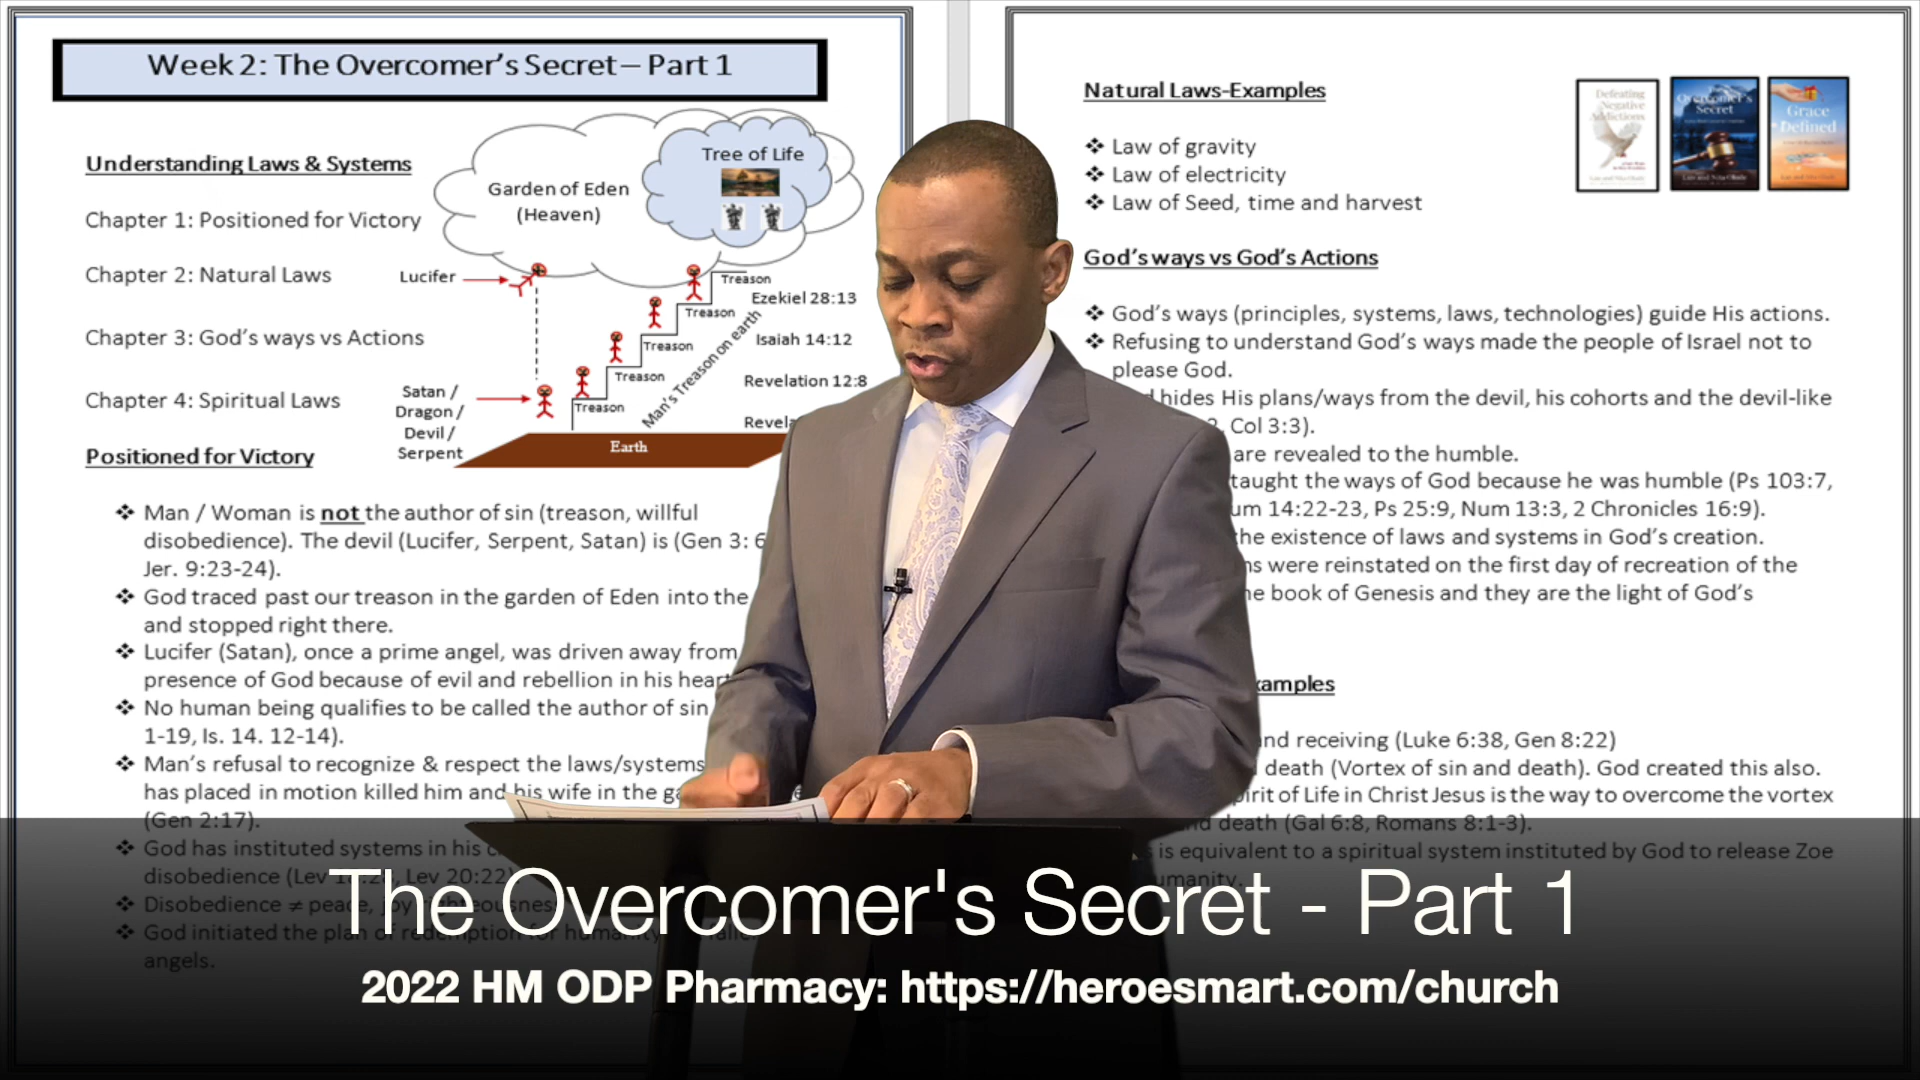 Week 2: The Overcomer's Secret – Part 1
Understanding Laws & Systems
Chapter 1: Positioned for Victory
Chapter 2: Natural Laws
Chapter 3: God's ways vs Actions
Chapter 4: Spiritual Laws
Garden of Eden
(Heaven)
Tree of Life
Lucifer
Treason
Treason
Treason
Treason
Treason
Man's Treason on earth
Ezekiel 28:13
Isaiah 14:12
Revelation 12:8
Satan /
Dragon /
Devil /
Serpent
Earth
Positioned for Victory
❖ Man / Woman is not the author of sin (treason, willful
disobedience). The devil (Lucifer, Serpent, Satan) is (Gen 3: 6
Jer. 9:23-24).
❖ God traced past our treason in the garden of Eden into the
and stopped right there.
❖ Lucifer (Satan), once a prime angel, was driven away from
presence of God because of evil and rebellion in his heart
❖ No human being qualifies to be called the author of sin
1-19, Is. 14. 12-14).
❖ Man's refusal to recognize & respect the laws/systems
has placed in motion killed him and his wife in the
(Gen 2:17).
❖ God has instituted systems in his
disobedience (Lev Lev 20:22).
❖ Disobedience ≠ peace, joy righteousness
❖ God initiated the plan of redemption for humanity
angels.
Natural Laws-Examples
❖ Law of gravity
❖ Law of electricity
❖ Law of Seed, time and harvest
Defeating
Negative
Addictions
Overcomer's
Secret
Grace
Defined
God's ways vs God's Actions
❖ God's ways (principles, systems, laws, technologies) guide His actions.
❖ Refusing to understand God's ways made the people of Israel not to
please God.
hides His plans/ways from the devil, his cohorts and the devil-like
Col 3:3).
are revealed to the humble.
taught the ways of God because he was humble (Ps 103:7,
14:22-23, Ps 25:9, Num 13:3, 2 Chronicles 16:9).
the existence of laws and systems in God's creation.
were reinstated on the first day of recreation of the
book of Genesis and they are the light of God's
and receiving (Luke 6:38, Gen 8:22)
death (Vortex of sin and death). God created this also.
of Life in Christ Jesus is the way to overcome the vortex
death (Gal 6:8, Romans 8:1-3).
is equivalent to a spiritual system instituted by God to release Zoe
The Overcomer's Secret - Part 1
2022 HM ODP Pharmacy: https://heroesmart.com/church